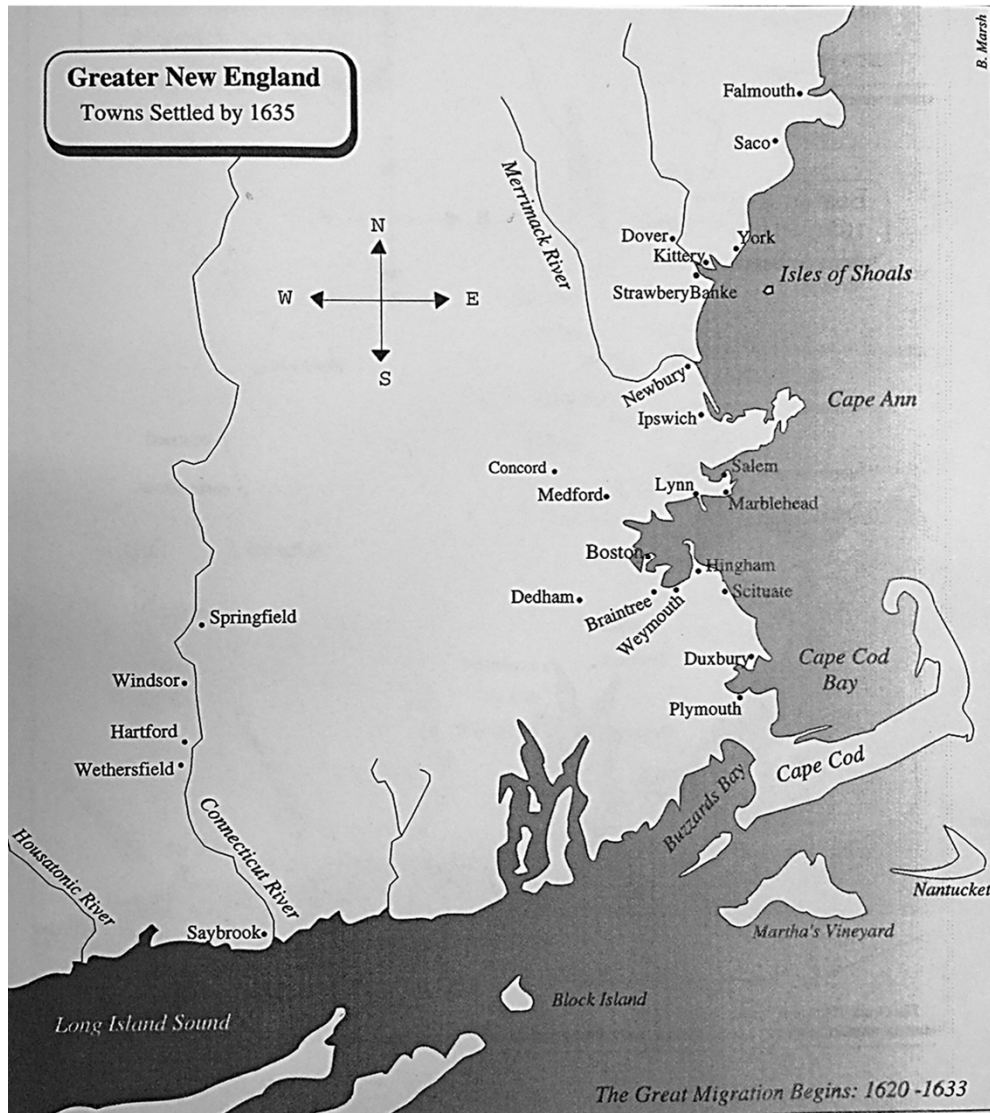 B. Marsh
Greater New England
Towns Settled by 1635
Falmouth
Saco
Merrimack River
N
Dover
York
Kittery
Isles of Shoals
W
E
StrawberyBanke
S
Newbury
Cape Ann
Ipswich
Concord
Salem
Medford
Lynn
Marblehead
Boston
Hingham
Dedham
Braintree
Scituate
Weymouth
Springfield
Duxbury
Cape Cod
Bay
Windsor
Plymouth
Hartford
Wethersfield
Cape Cod
Buzzards Bay
Connecticut River
Housatonic River
Nantucket
Saybrook
Martha's Vineyard
Block Island
Long Island Sound
The Great Migration Begins: 1620 -1633